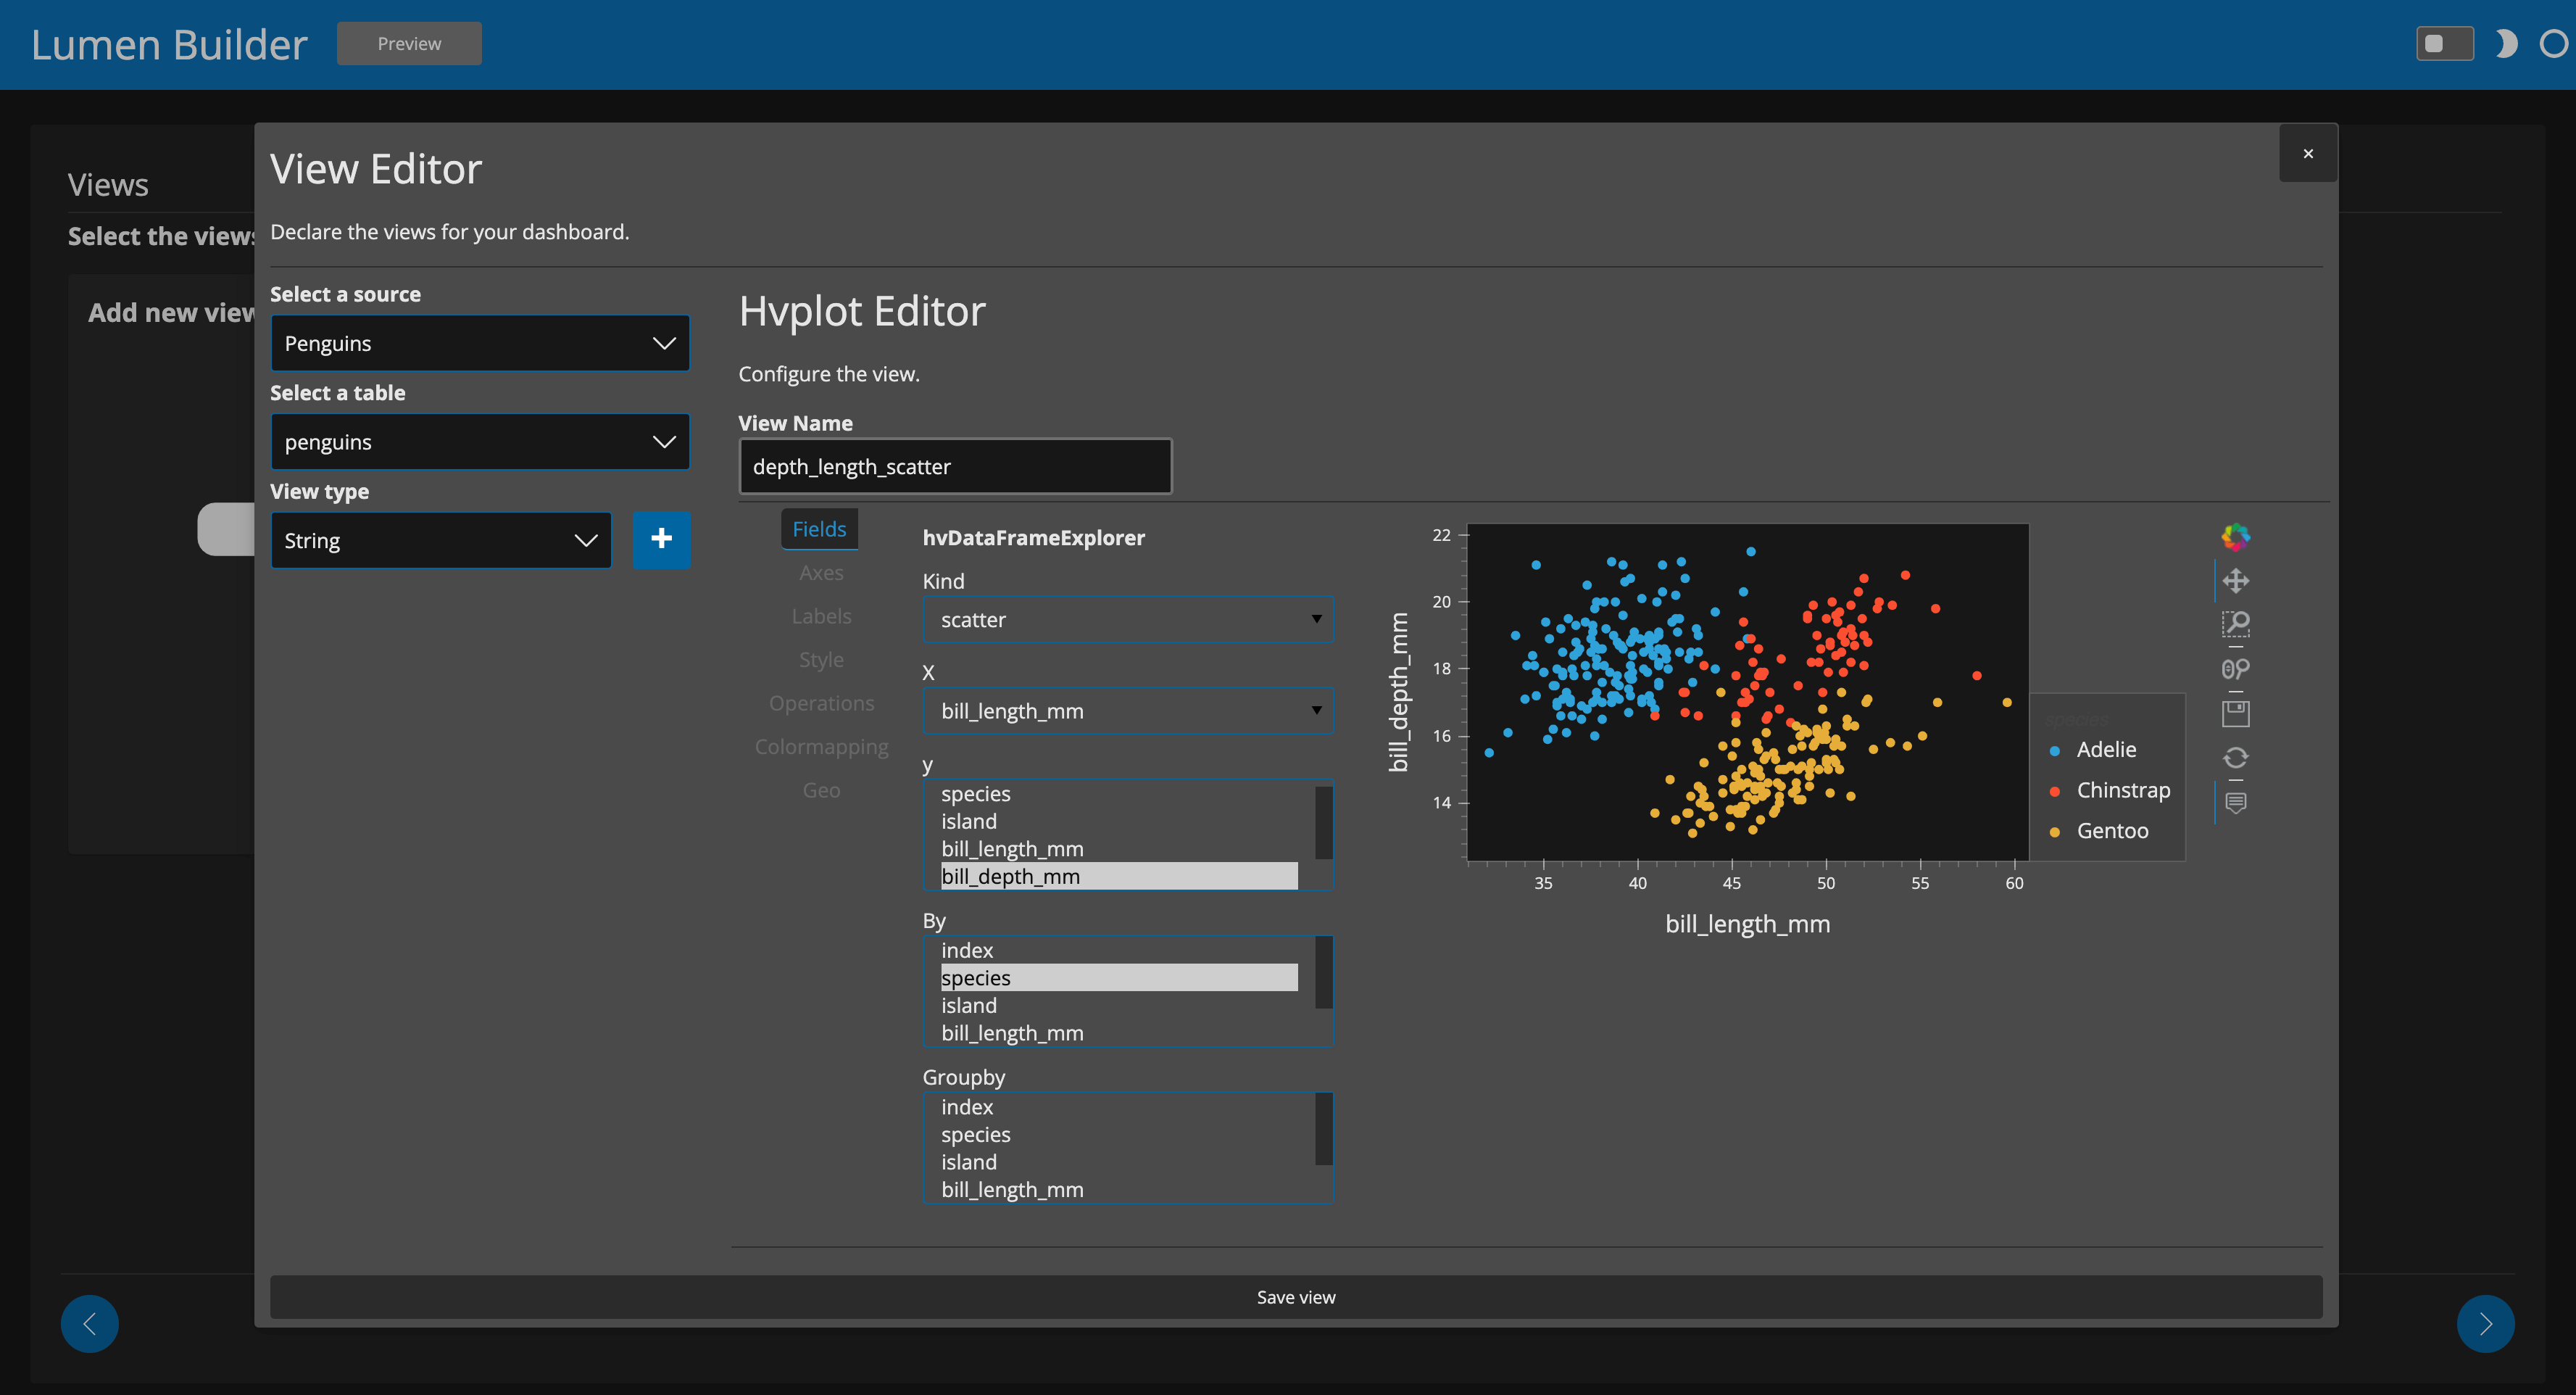 Lumen Builder
Preview
Views
Select the views
Add new view
View Editor
×
Declare the views for your dashboard.
Select a source
Penguins
Select a table
penguins
View type
String
+
Hvplot Editor
Configure the view.
View Name
depth_length_scatter
Fields
Axes
Labels
Style
Operations
Colormapping
Geo
hvDataFrameExplorer
Kind
scatter
X
bill_length_mm
y
species
island
bill_length_mm
bill_depth_mm
By
index
species
island
bill_length_mm
Groupby
index
species
island
bill_length_mm
22
20
18
16
14
bill_depth_mm
35 40 45 50 55 60
bill_length_mm
species
Adelie
Chinstrap
Gentoo
Save view